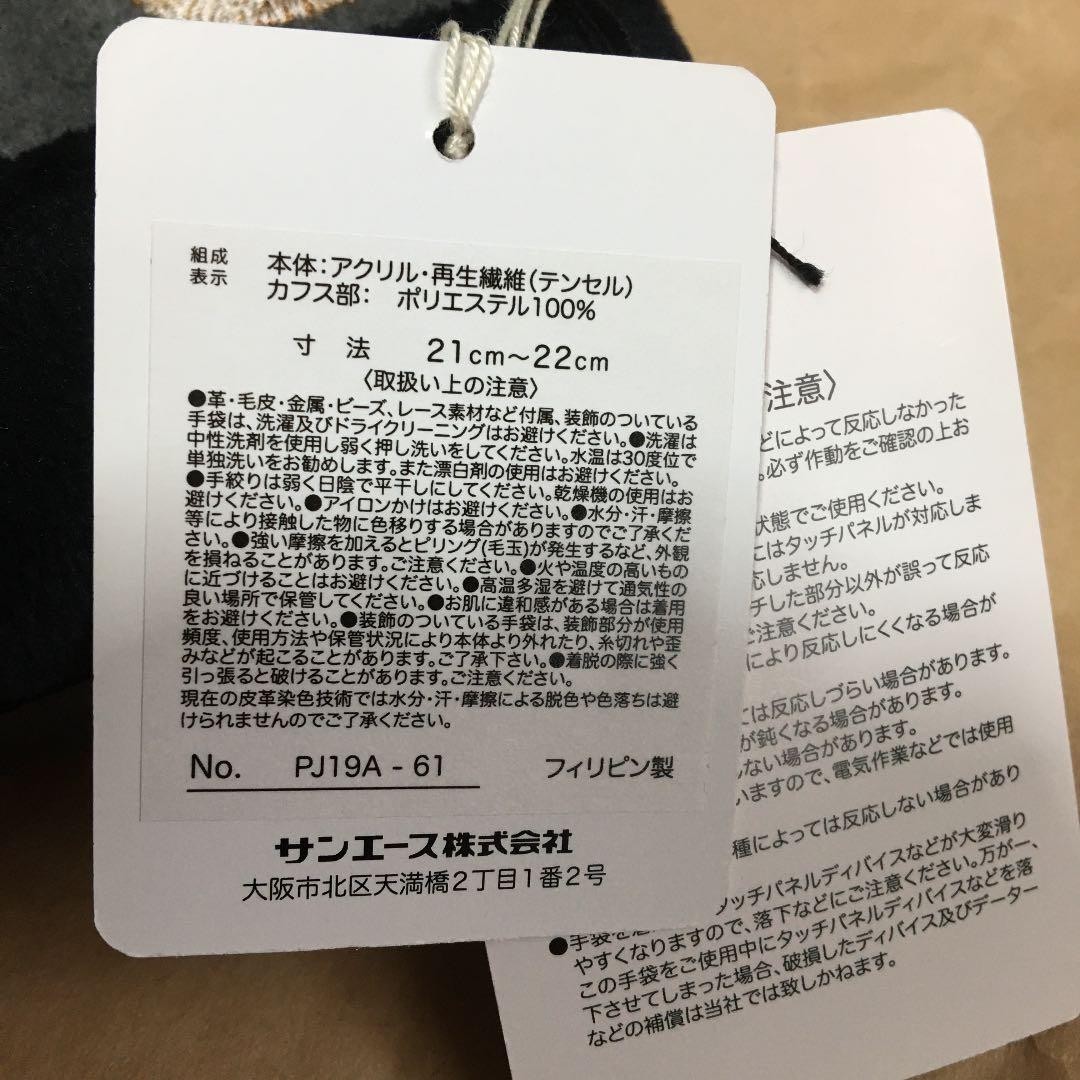 組成
表示
本体：アクリル・再生繊維（テンセル）
カフス部： ポリエステル100%
寸 法 21cm～22cm
〈取扱い上の注意〉
●革・毛皮・金属・ビーズ、レース素材など付属、装飾のついている
手袋は、洗濯及びドライクリーニングはお避けください。●洗濯は
中性洗剤を使用し弱く押し洗いをしてください。水温は30度位で
単独洗いをお勧めします。また漂白剤の使用はお避けください。
●手絞りは弱く日陰で平干しにしてください。乾燥機の使用はお
避けください。●アイロンかけはお避けください。●水分・汗・摩擦
等により接触した物に色移りする場合がありますのでご了承くだ
さい。●強い摩擦を加えるとピリング(毛玉)が発生するなど、外観
を損ねることがあります。ご注意ください。●火や温度の高いもの
に近づけることはお避けください。●高温多湿を避けて通気性の
良い場所で保管してください。●お肌に違和感がある場合は着用
をお避けください。●装飾のついている手袋は、装飾部分が使用
頻度、使用方法や保管状況により本体より外れたり、糸切れや歪
みなどが起こることがあります。ご了承下さい。●着脱の際に強く
引っ張ると破けることがあります。ご注意ください。
現在の皮革染色技術では水分・汗・摩擦による脱色や色落ちは避
けられませんのでご了承ください。
No. PJ19A - 61 フィリピン製
サンエース株式会社
大阪市北区天満橋2丁目1番2号
注意〉
どによって反応しなかった
。必ず作動をご確認の上お
状態でご使用ください。
にはタッチパネルが対応しま
応しません。
チした部分以外が誤って反応
ご注意ください。
により反応しにくくなる場合が
ては反応しづらい場合があります。
が鈍くなる場合があります。
しない場合があります。
いますので、電気作業などでは使用
種によっては反応しない場合があり
タッチパネルディバイスなどが大変滑り
やすくなりますので、落下などにご注意ください。万が一、
この手袋をご使用中にタッチパネルディバイスなどを落
下させてしまった場合、破損したディバイス及びデーター
などの補償は当社では致しかねます。